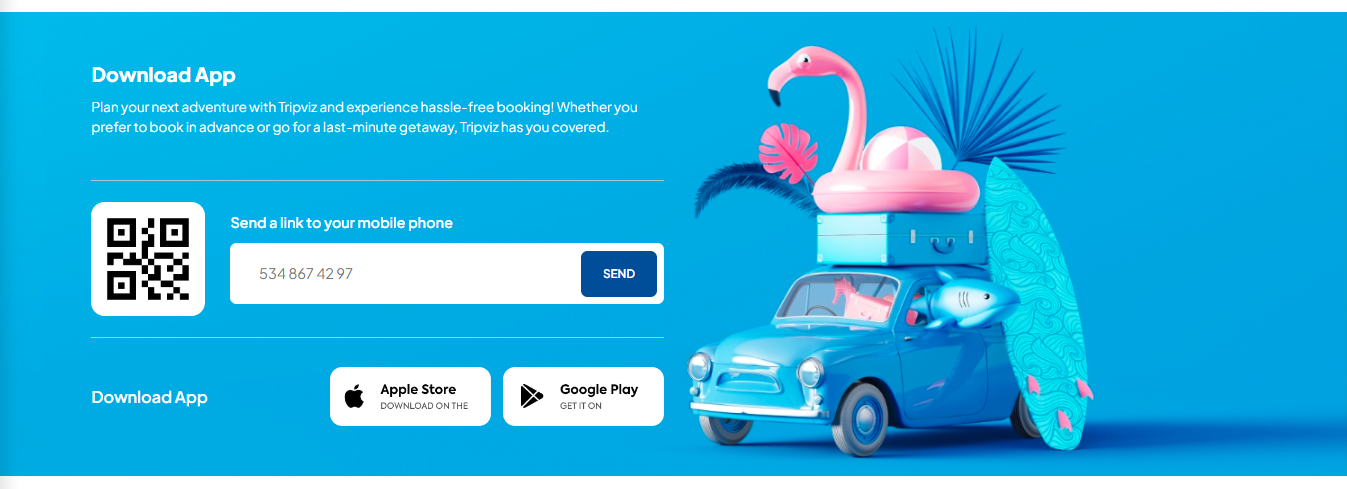 Download App
Plan your next adventure with Tripviz and experience hassle-free booking! Whether you
prefer to book in advance or go for a last-minute getaway, Tripviz has you covered.
Send a link to your mobile phone
534 867 42 97
SEND
Download App
Apple Store
DOWNLOAD ON THE
Google Play
GET IT ON